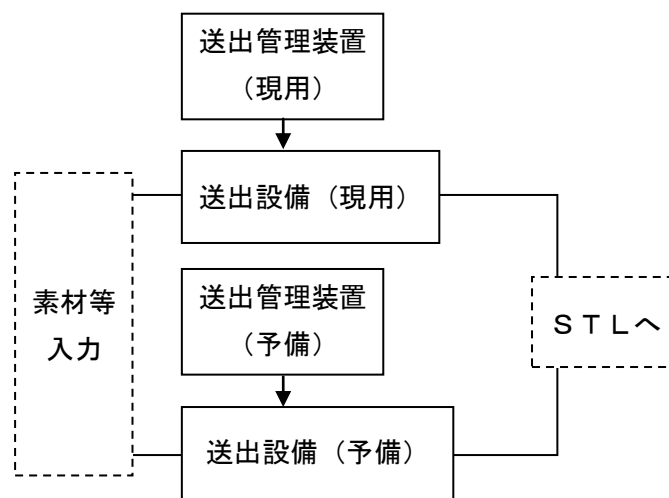 送出管理装置
（現用）
送出設備（現用）
素材等
入力
送出管理装置
（予備）
ＳＴＬへ
送出設備（予備）